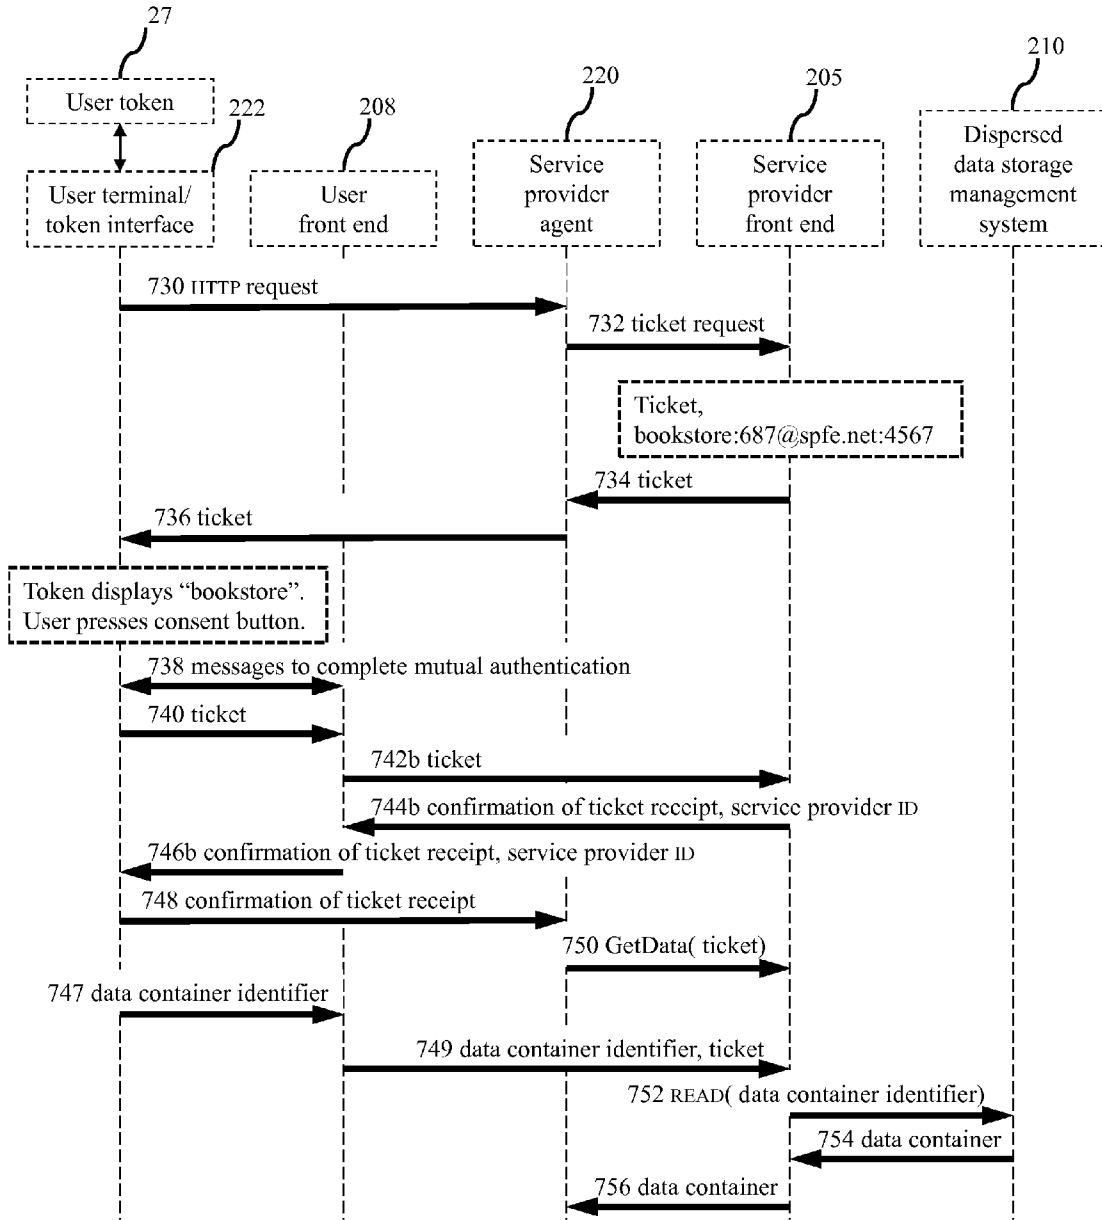 27
210
220
205
User token
222
208
Dispersed
data storage
management
system
Service
provider
agent
Service
provider
front end
User terminal/
token interface
User
front end
730 HTTP request
732 ticket request
Ticket,
bookstore:687@spfe.net:4567
734 ticket
736 ticket
Token displays “bookstore”.
User presses consent button.
738 messages to complete mutual authentication
740 ticket
742b ticket
744b confirmation of ticket receipt, service provider ID
746b confirmation of ticket receipt, service provider ID
748 confirmation of ticket receipt
750 GetData( ticket)
747 data container identifier
749 data container identifier, ticket
752 READ( data container identifier)
754 data container
756 data container